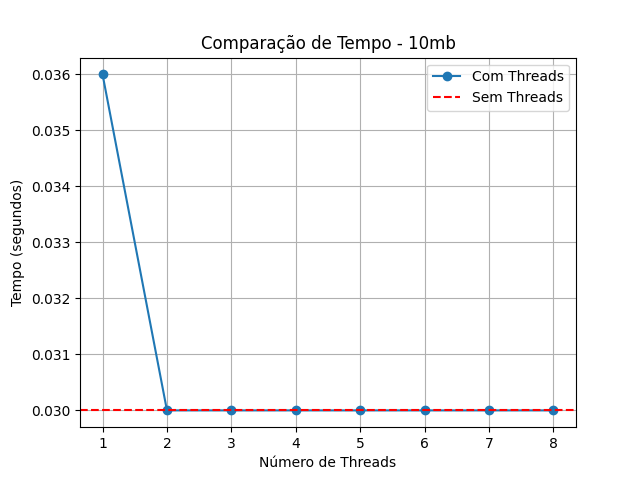 Comparação de Tempo - 10mb
Com Threads
Sem Threads
Tempo (segundos)
0.036
0.035
0.034
0.033
0.032
0.031
0.030
1 2 3 4 5 6 7 8
Número de Threads